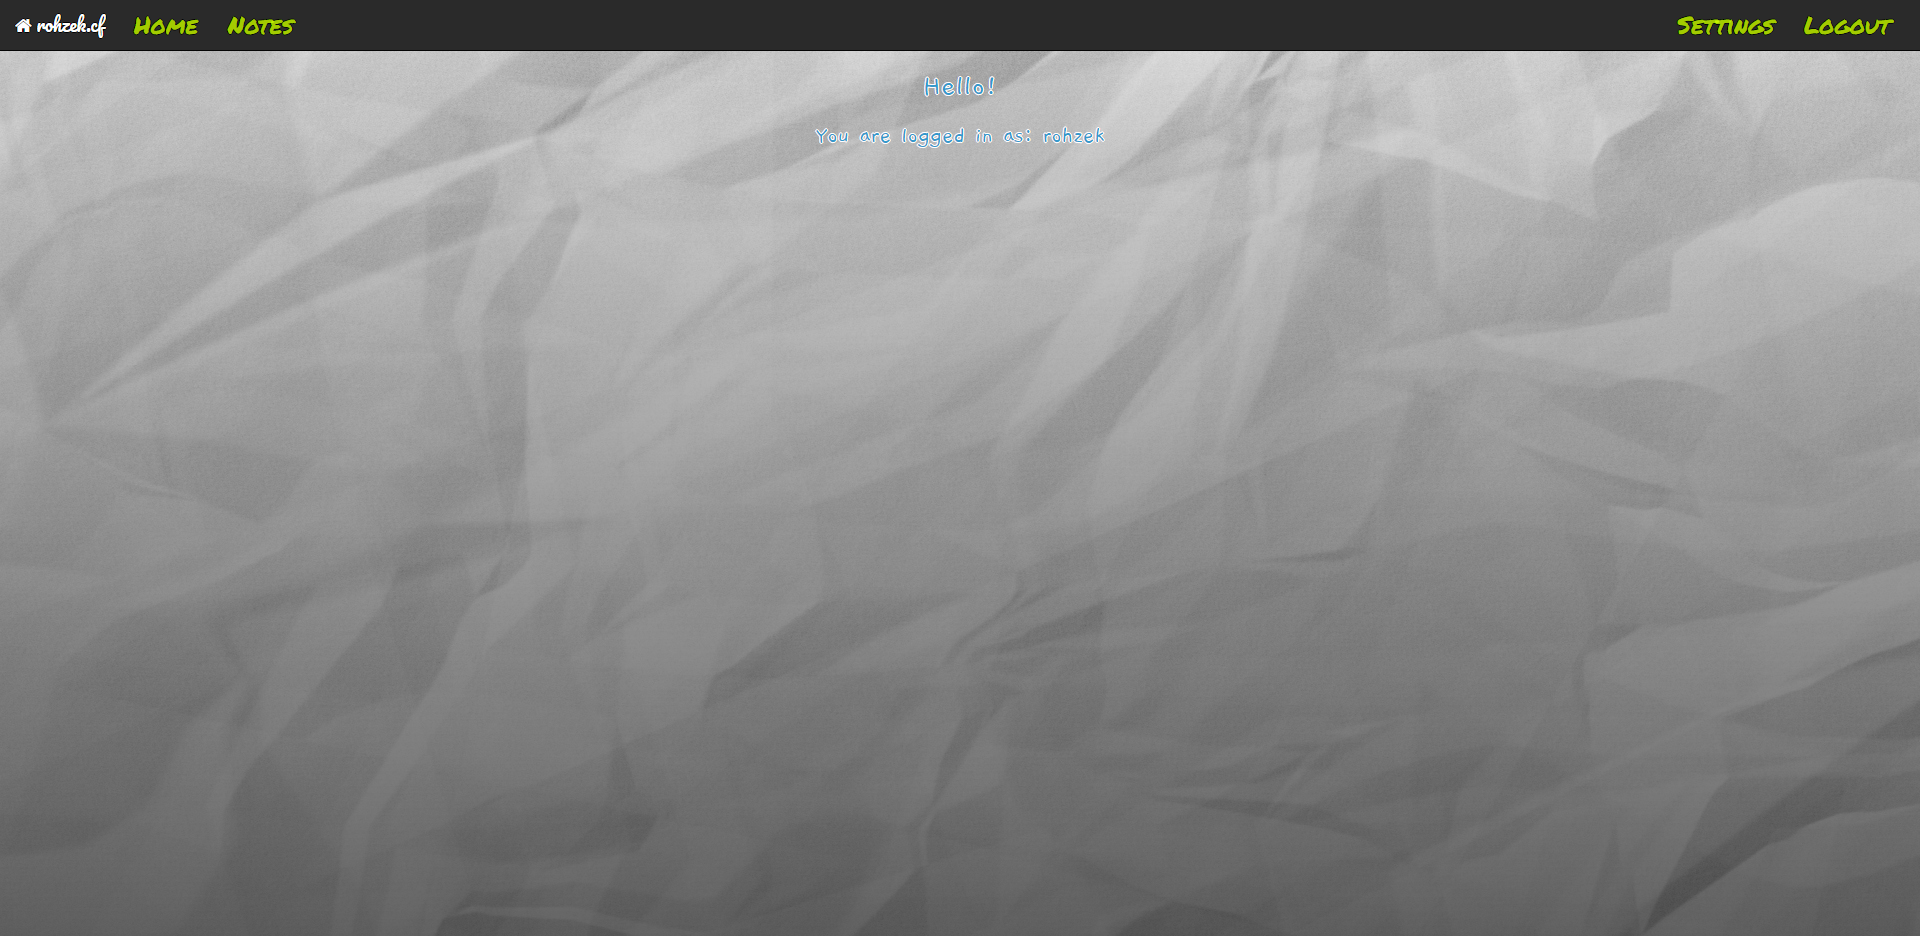 rohzek.cf Home Notes Settings Logout
Hello!
You are logged in as: rohzek